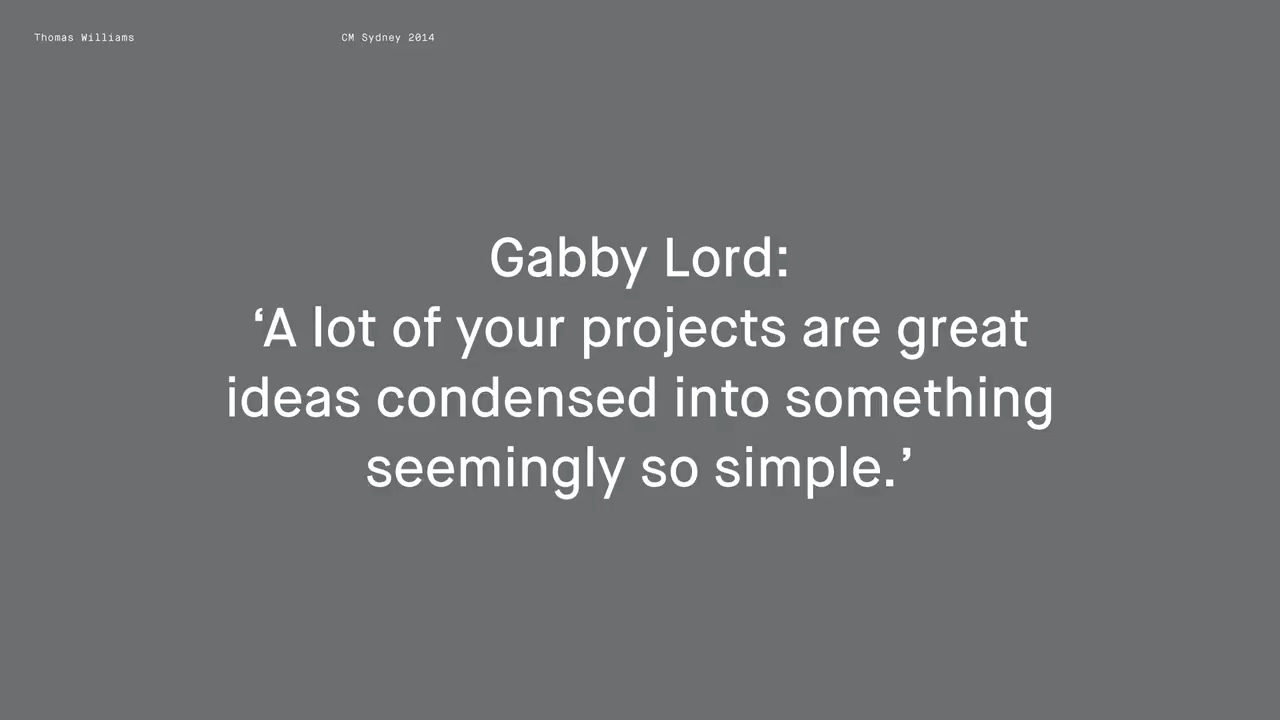 Thomas Williams
CM Sydney 2014
Gabby Lord:
‘A lot of your projects are great
ideas condensed into something
seemingly so simple.’